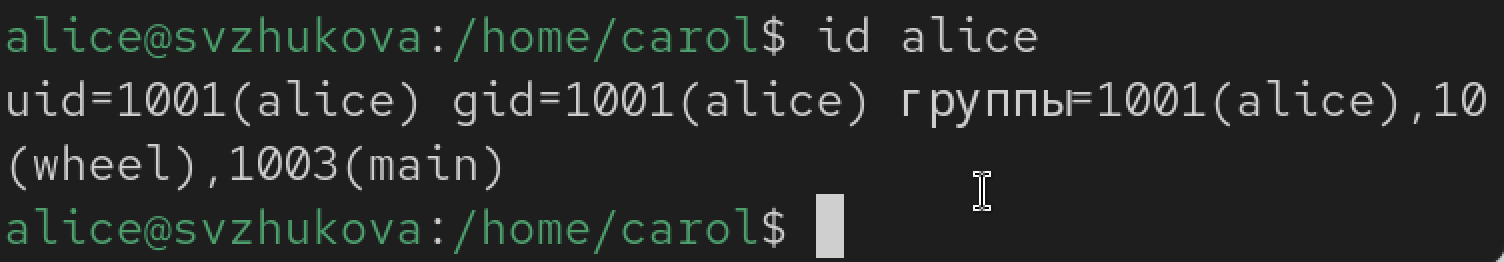 alice@svzhukova:/home/carol$ id alice
uid=1001(alice) gid=1001(alice) группы=1001(alice),10
(wheel),1003(main)
alice@svzhukova:/home/carol$